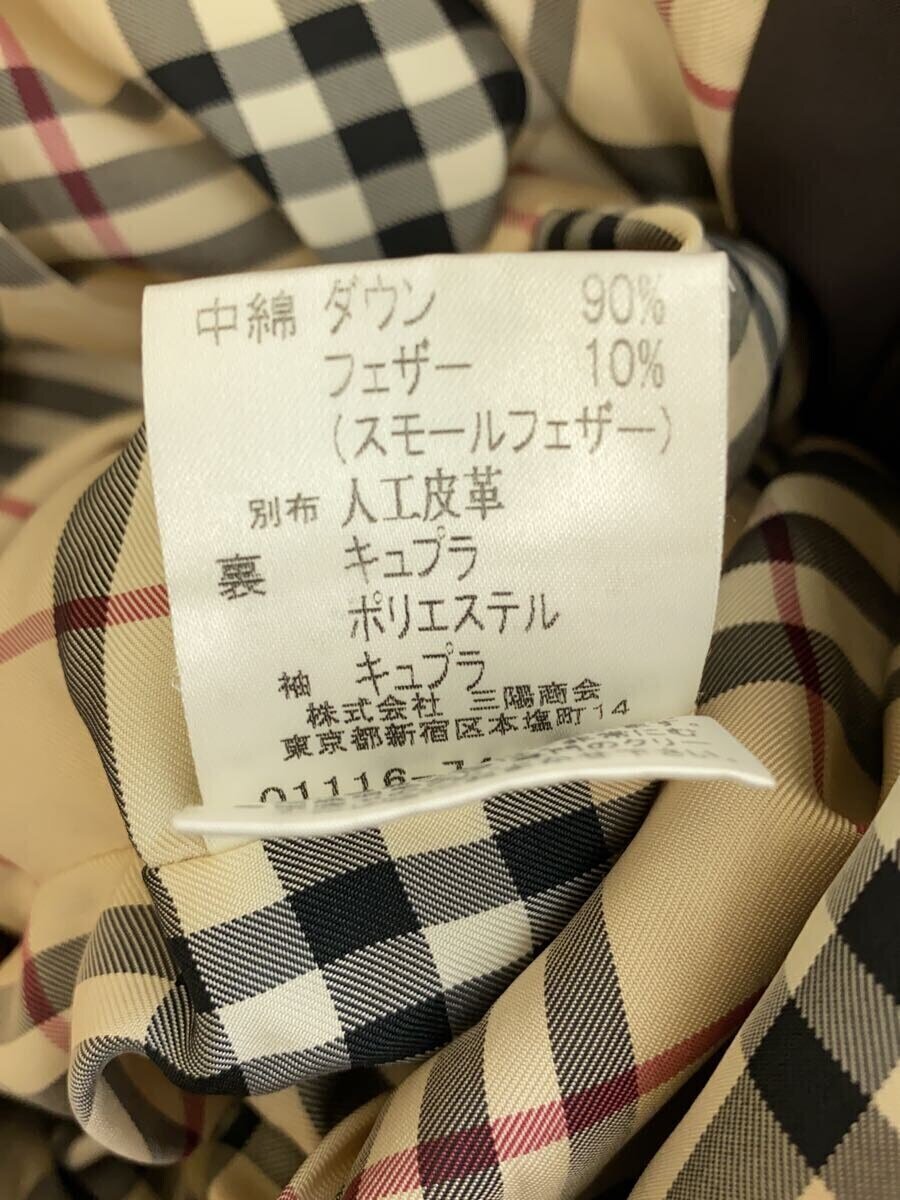 中綿 ダウン 90%
フェザー 10%
(スモールフェザー)
別布 人工皮革
裏 キュプラ
ポリエステル
袖 キュプラ
株式会社 三陽商会
東京都新宿区本塩町14
01116-74